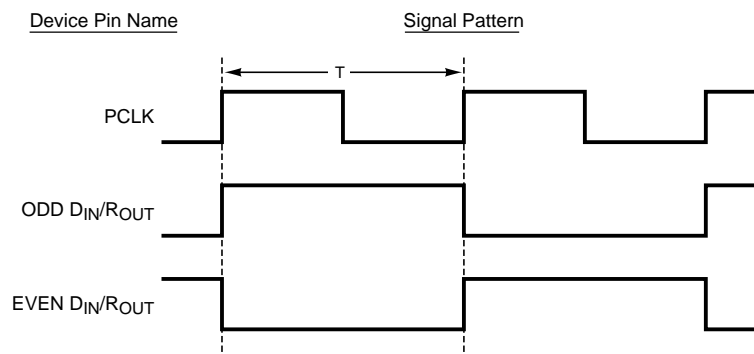 Device Pin Name Signal Pattern
T
PCLK
ODD DIN/ROUT
EVEN DIN/ROUT